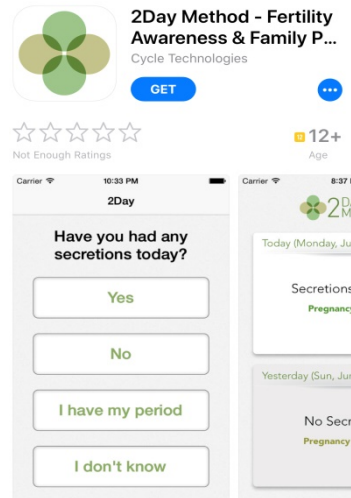 2Day Method - Fertility
Awareness & Family P...
Cycle Technologies
GET
12+
Not Enough Ratings
Age
Carrier
10:33 PM
2Day
Have you had any
secretions today?
Yes
No
I have my period
I don't know
Carrier
8:37
2
Today (Monday, Ju
Secretions
Pregnancy
Yesterday (Sun, Jun
No Secr
Pregnancy